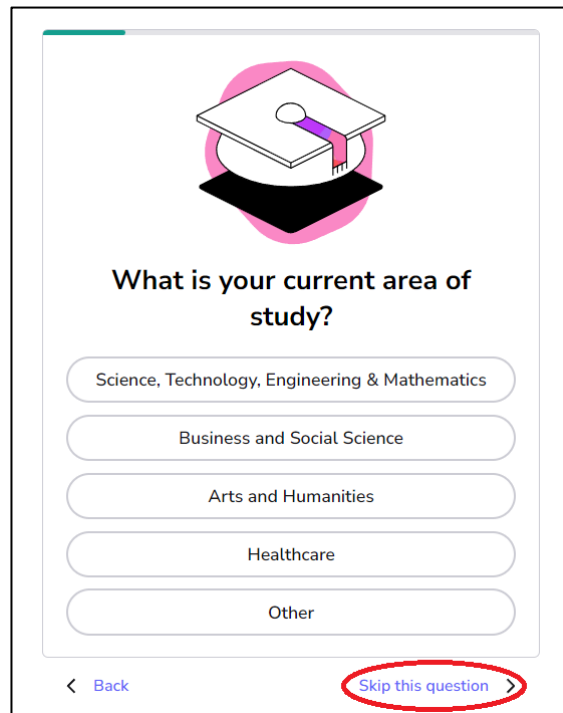 What is your current area of
study?
Science, Technology, Engineering & Mathematics
Business and Social Science
Arts and Humanities
Healthcare
Other
Back
Skip this question